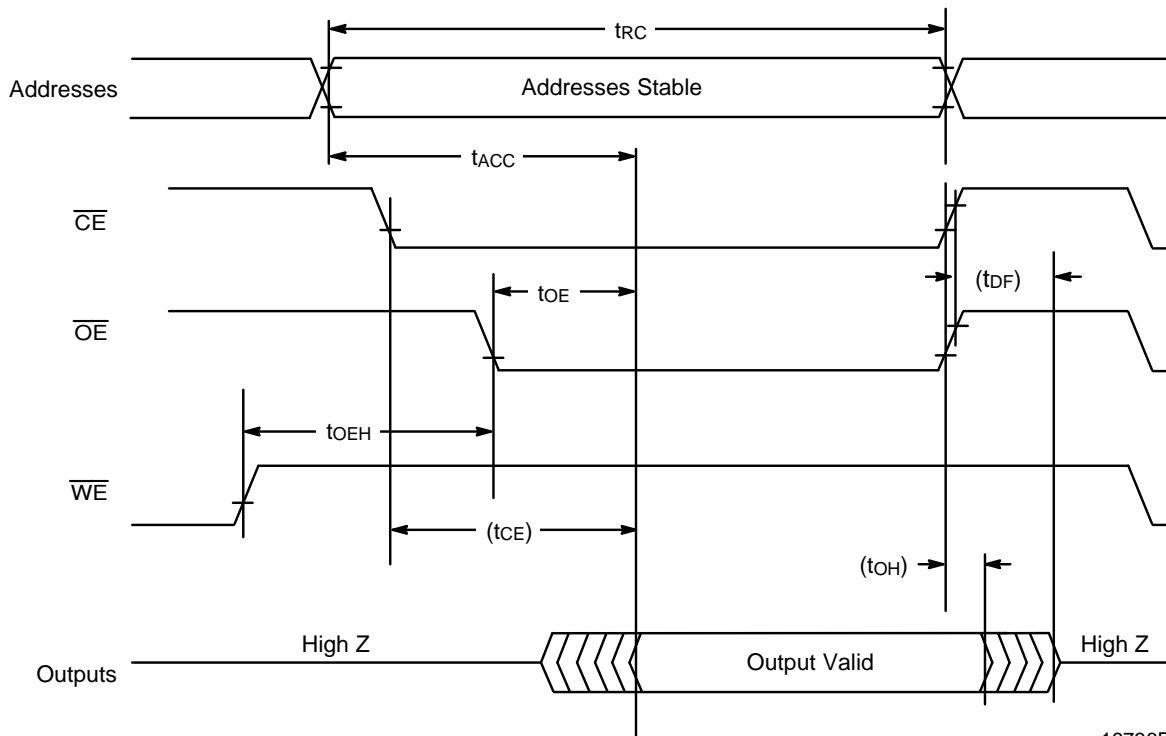 tRC
Addresses
Addresses Stable
tACC
CE
tOE
(tDF)
OE
tOEH
WE
(tCE)
(tOH)
High Z
Output Valid
High Z
Outputs